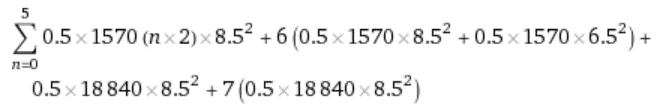 5
∑ 0.5×1570 (n×2)×8.5² + 6 (0.5×1570×8.5² + 0.5×1570×6.5²) +
n=0
0.5×18 840×8.5² + 7 (0.5×18 840×8.5²)